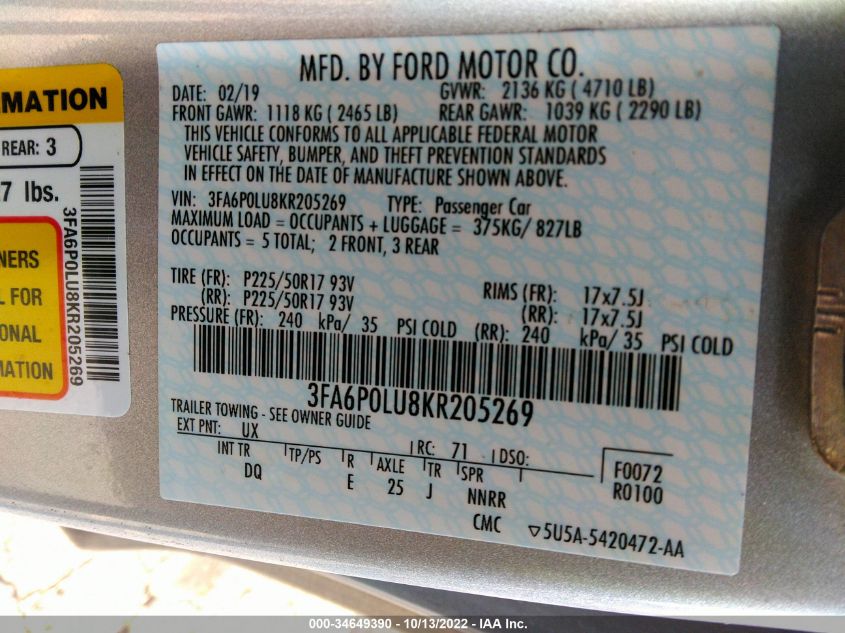 RMATION
REAR: 3
7 lbs.
NERS
L FOR
IONAL
MATION
3FA6P0LU8KR205269
MFD. BY FORD MOTOR CO.
DATE: 02/19 GVWR: 2136 KG ( 4710 LB)
FRONT GAWR: 1118 KG ( 2465 LB) REAR GAWR: 1039 KG ( 2290 LB)
THIS VEHICLE CONFORMS TO ALL APPLICABLE FEDERAL MOTOR
VEHICLE SAFETY, BUMPER, AND THEFT PREVENTION STANDARDS
IN EFFECT ON THE DATE OF MANUFACTURE SHOWN ABOVE.
VIN: 3FA6P0LU8KR205269 TYPE: Passenger Car
MAXIMUM LOAD = OCCUPANTS + LUGGAGE = 375KG/ 827LB
OCCUPANTS = 5 TOTAL; 2 FRONT, 3 REAR
TIRE (FR): P225/50R17 93V RIMS (FR): 17x7.5J
(RR): P225/50R17 93V (RR): 17x7.5J
PRESSURE (FR): 240 kPa/ 35 PSI COLD (RR): 240 kPa/ 35 PSI COLD
3FA6P0LU8KR205269
TRAILER TOWING - SEE OWNER GUIDE
EXT PNT: UX RC: 71 DSO:
INT TR TP/PS R AXLE TR SPR F0072
DQ E 25 J NNRR R0100
CMC ▽5U5A-5420472-AA
000-34649390 - 10/13/2022 - IAA Inc.